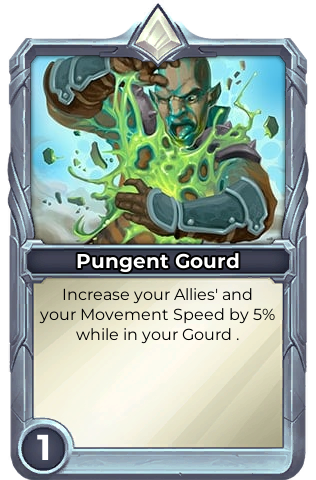 Pungent Gourd
Increase your Allies' and
your Movement Speed by 5%
while in your Gourd .
1